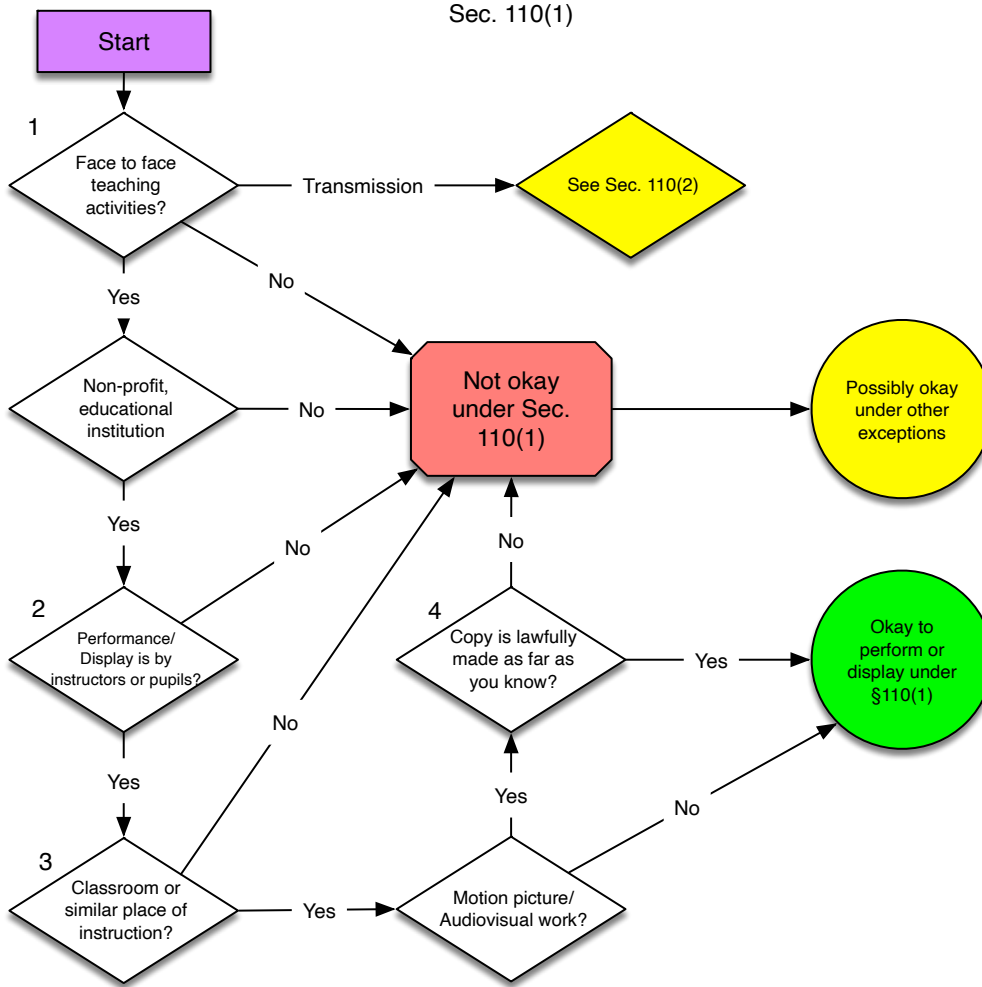 Sec. 110(1)
Start
1
Face to face
teaching
activities?
Transmission
See Sec. 110(2)
No
Yes
Non-profit,
educational
institution
No
Not okay
under Sec.
110(1)
Possibly okay
under other
exceptions
Yes
No
No
2
Performance/
Display is by
instructors or pupils?
4
Copy is lawfully
made as far as
you know?
Yes
Okay to
perform or
display under
§110(1)
No
Yes
Yes
No
3
Classroom or
similar place of
instruction?
Yes
Motion picture/
Audiovisual work?